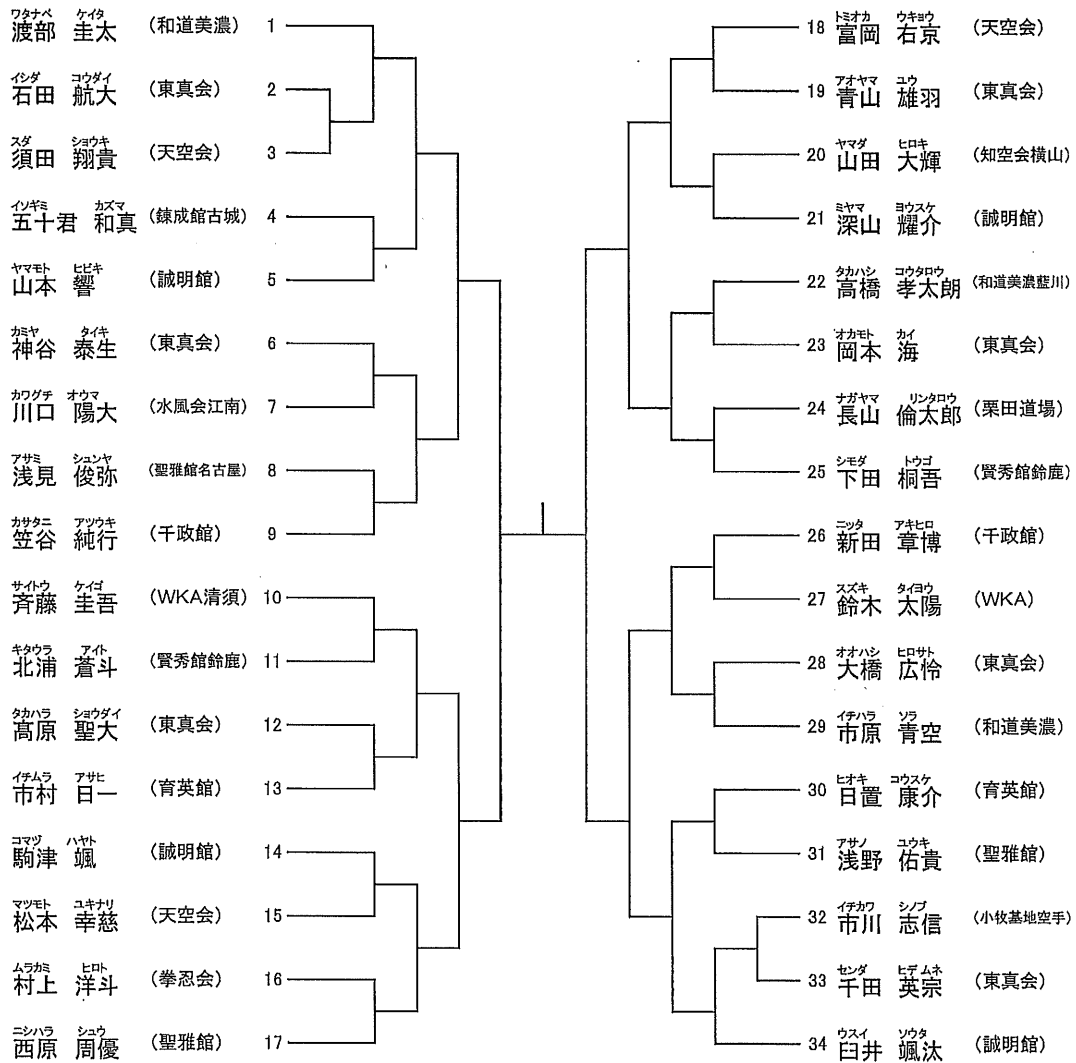 ワタナベ ケイタ
渡部 圭太 (和道美濃) 1
イシダ コウダイ
石田 航大 (東真会) 2
スダ ショウキ
須田 翔貴 (天空会) 3
イソギミ カズマ
五十君 和真 (錬成館古城) 4
ヤマモト ヒビキ
山本 響 (誠明館) 5
カミヤ タイキ
神谷 泰生 (東真会) 6
カワグチ オウマ
川口 陽大 (水風会江南) 7
アサミ シュンヤ
浅見 俊弥 (聖雅館名古屋) 8
カサタニ アツウキ
笠谷 純行 (千政館) 9
サイトウ ケイゴ
斉藤 圭吾 (WKA清須) 10
キタウラ アイト
北浦 蒼斗 (賢秀館鈴鹿) 11
タカハラ ショウダイ
髙原 聖大 (東真会) 12
イチムラ アサヒ
市村 日一 (育英館) 13
コマヅ ハヤト
駒津 颯 (誠明館) 14
マツモト ユキナリ
松本 幸慈 (天空会) 15
ムラカミ ヒロト
村上 洋斗 (拳忍会) 16
ニシハラ シュウ
西原 周優 (聖雅館) 17
トミオカ ウキョウ
18 富岡 右京 (天空会)
アオヤマ ユウ
19 青山 雄羽 (東真会)
ヤマダ ヒロキ
20 山田 大輝 (知空会横山)
ミヤマ ヨウスケ
21 深山 耀介 (誠明館)
タカハシ コウタロウ
22 高橋 孝太朗 (和道美濃藍川)
オカモト カイ
23 岡本 海 (東真会)
ナガヤマ リンタロウ
24 長山 倫太郎 (栗田道場)
シモダ トウゴ
25 下田 桐吾 (賢秀館鈴鹿)
ニッタ アキヒロ
26 新田 章博 (千政館)
スズキ タイヨウ
27 鈴木 太陽 (WKA)
オオハシ ヒロサト
28 大橋 広怜 (東真会)
イチハラ ソラ
29 市原 青空 (和道美濃)
ヒオキ コウスケ
30 日置 康介 (育英館)
アサノ ユウキ
31 浅野 佑貴 (聖雅館)
イチカワ シノブ
32 市川 志信 (小牧基地空手)
センダ ヒデムネ
33 千田 英宗 (東真会)
ウスイ ソウタ
34 臼井 颯汰 (誠明館)